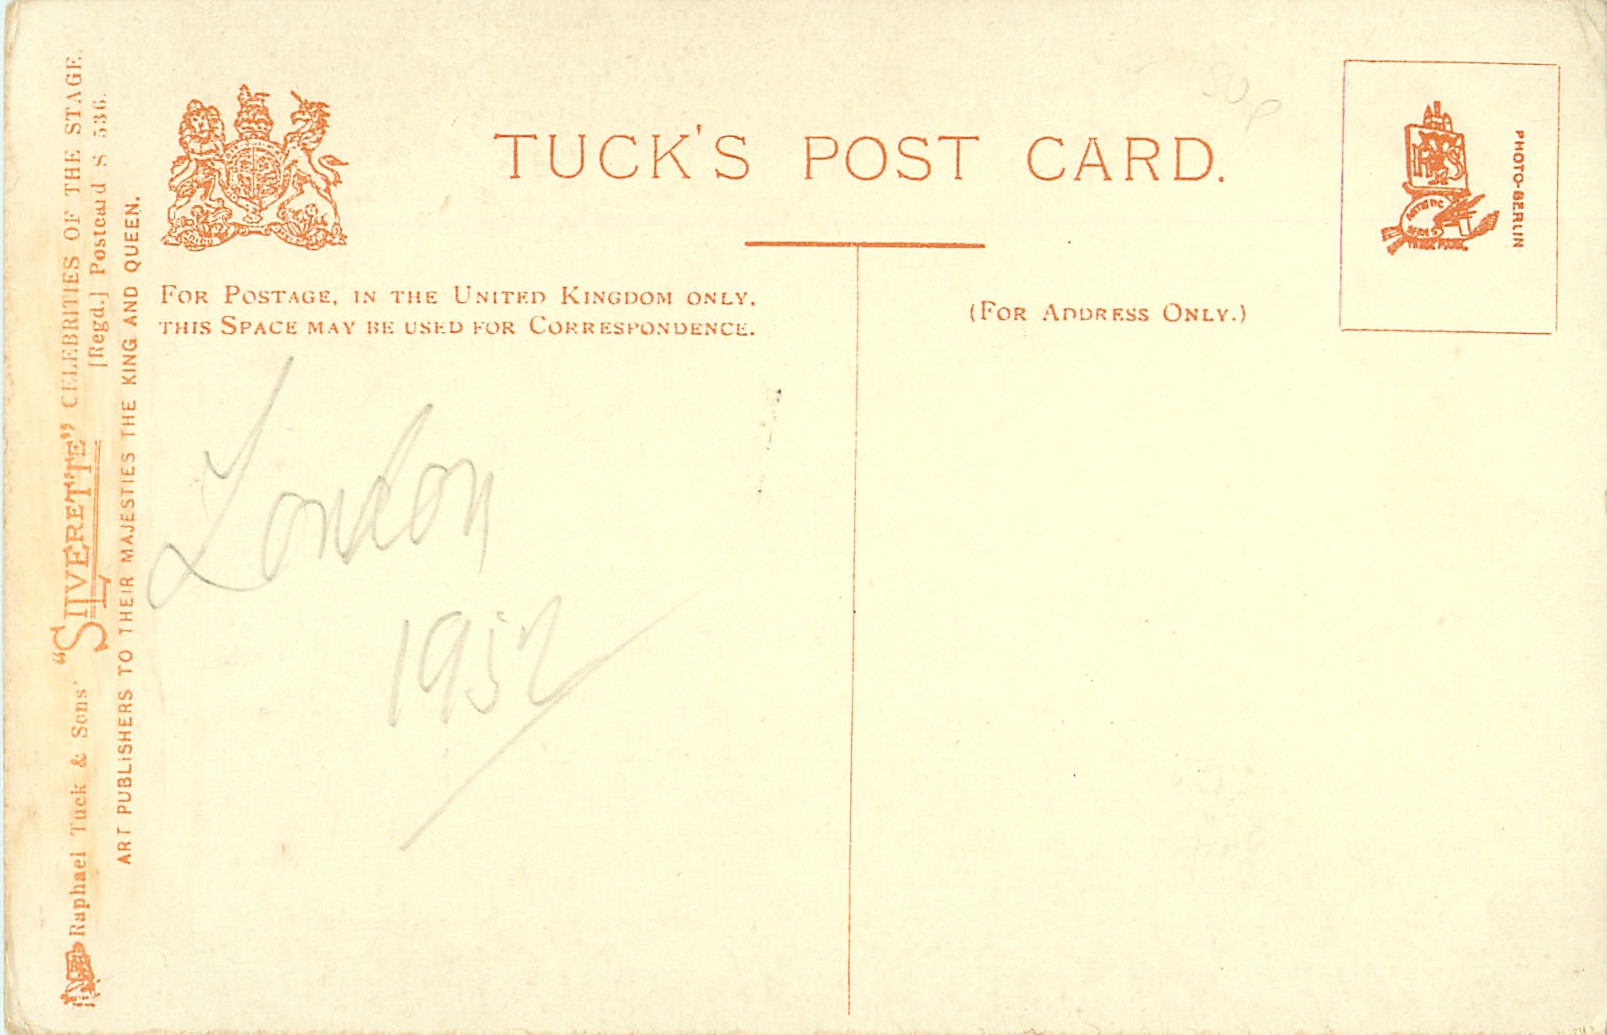 TUCK'S POST CARD.
FOR POSTAGE, IN THE UNITED KINGDOM ONLY,
THIS SPACE MAY BE USED FOR CORRESPONDENCE.
(FOR ADDRESS ONLY.)
PHOTO-BERLIN
London
1952
50p
Raphael Tuck & Sons' "SILVERETTE" CELEBRITIES OF THE STAGE.
[Regd.] Postcard S 536.
ART PUBLISHERS TO THEIR MAJESTIES THE KING AND QUEEN.